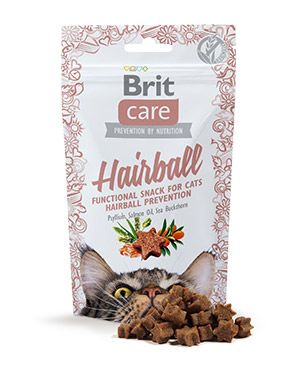 Brit
care
PREVENTION BY NUTRITION
Hairball
FUNCTIONAL SNACK FOR CATS
HAIRBALL PREVENTION
Psyllium, Salmon Oil, Sea Buckthorn